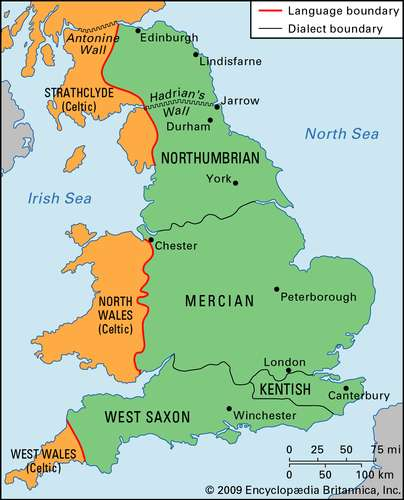 Language boundary
Dialect boundary
Antonine
Wall
Edinburgh
Lindisfarne
STRATHCLYDE
(Celtic)
Hadrian's
Wall
Jarrow
Durham
North Sea
NORTHUMBRIAN
York
Irish Sea
Chester
NORTH
WALES
(Celtic)
MERCIAN
Peterborough
London
KENTISH
Canterbury
WEST SAXON
Winchester
WEST WALES
(Celtic)
0 25 50 75 mi
0 50 100 km
© 2009 Encyclopædia Britannica, Inc.